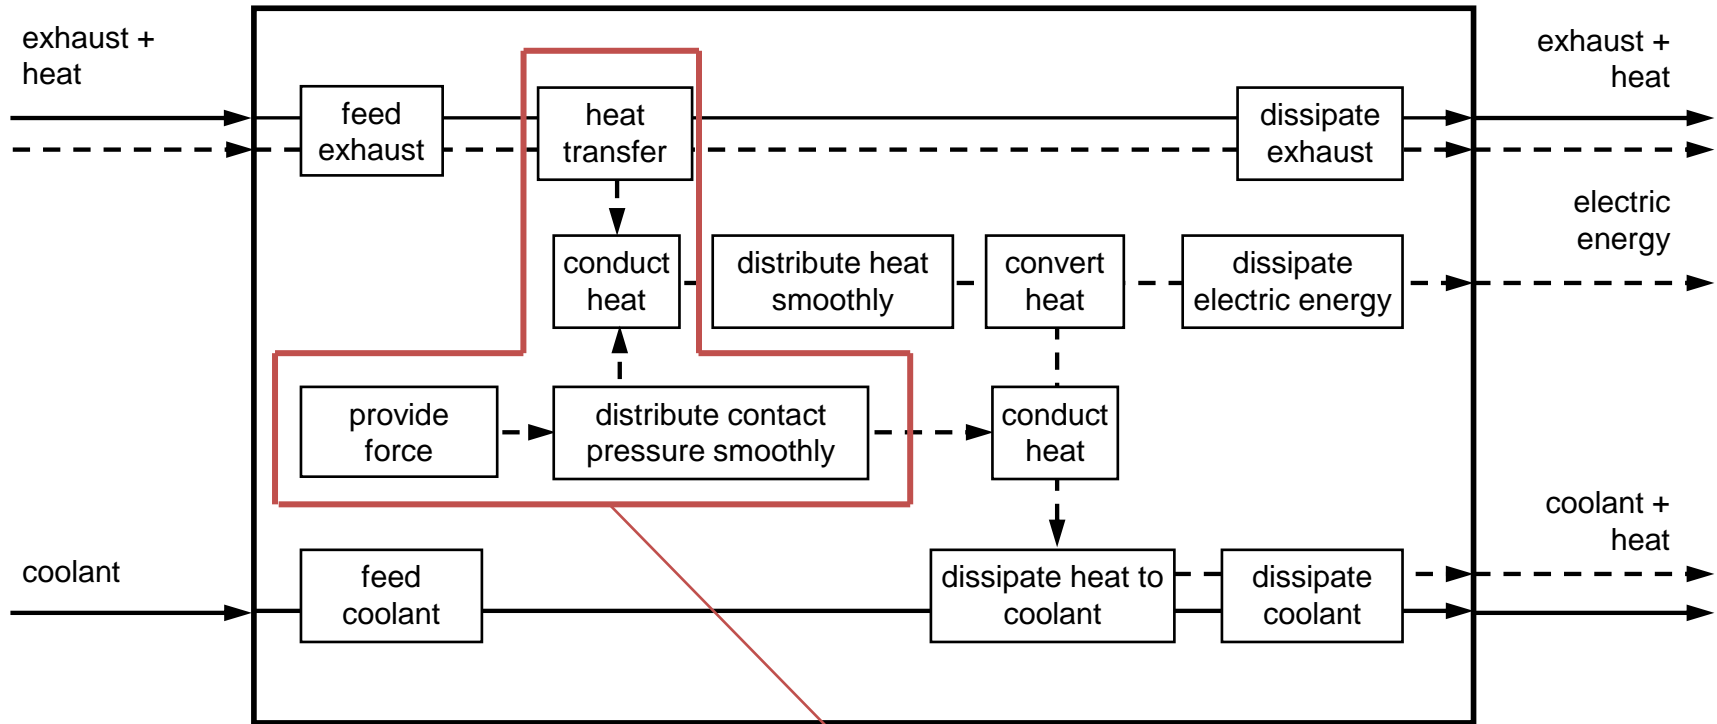 exhaust +
heat
exhaust +
heat
feed
exhaust
heat
transfer
dissipate
exhaust
electric
energy
conduct
heat
distribute heat
smoothly
convert
heat
dissipate
electric energy
provide
force
distribute contact
pressure smoothly
conduct
heat
coolant +
heat
coolant
feed
coolant
dissipate heat to
coolant
dissipate
coolant